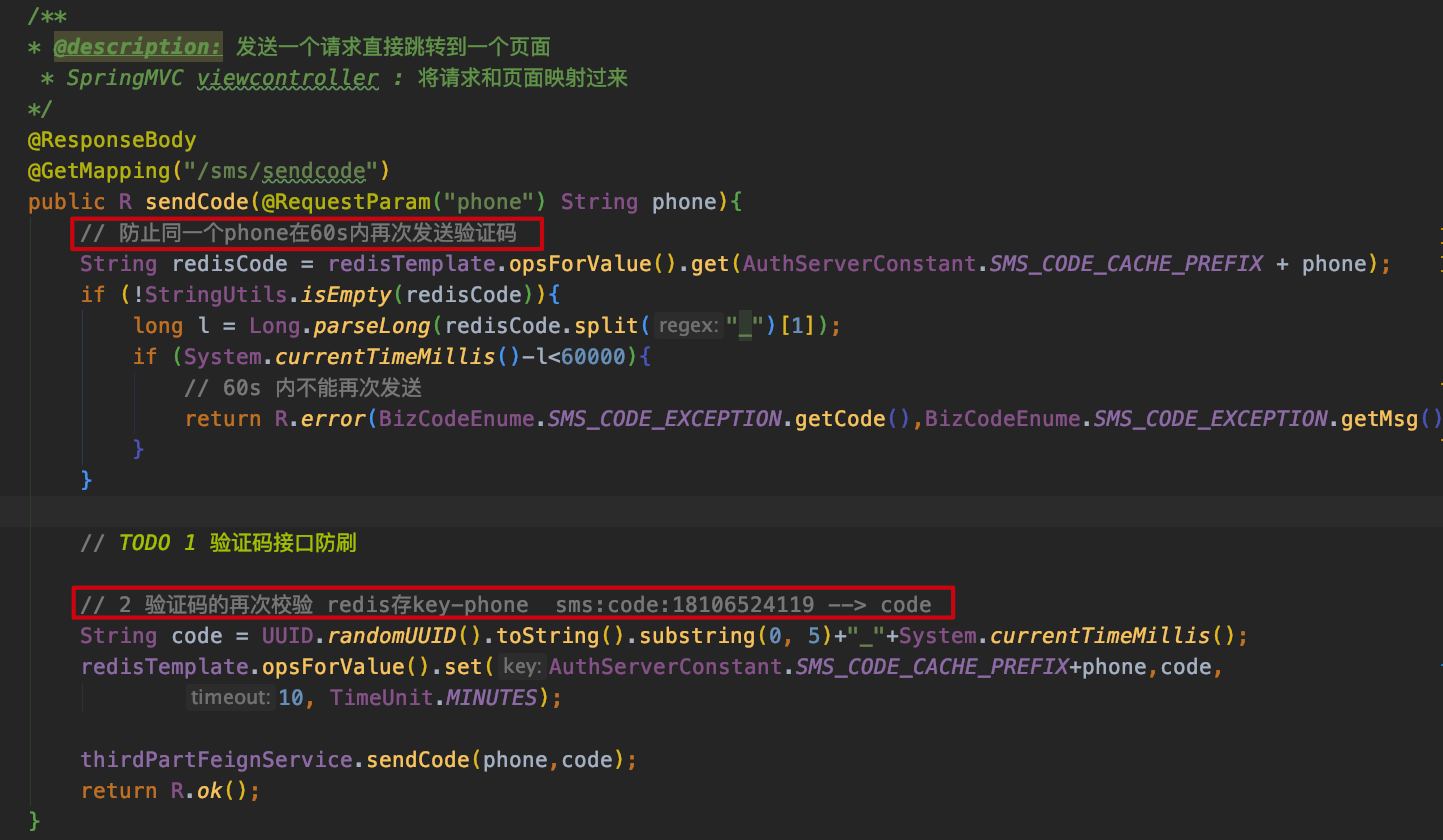 /**
* @description: 发送一个请求直接跳转到一个页面
* SpringMVC viewcontroller : 将请求和页面映射过来
*/
@ResponseBody
@GetMapping("/sms/sendcode")
public R sendCode(@RequestParam("phone") String phone){
// 防止同一个phone在60s内再次发送验证码
String redisCode = redisTemplate.opsForValue().get(AuthServerConstant.SMS_CODE_CACHE_PREFIX + phone);
if (!StringUtils.isEmpty(redisCode)){
long l = Long.parseLong(redisCode.split( regex: "_")[1]);
if (System.currentTimeMillis()-l<60000){
// 60s 内不能再次发送
return R.error(BizCodeEnume.SMS_CODE_EXCEPTION.getCode(),BizCodeEnume.SMS_CODE_EXCEPTION.getMsg()
}
}
// TODO 1 验证码接口防刷
// 2 验证码的再次校验 redis存key-phone sms:code:18106524119 --> code
String code = UUID.randomUUID().toString().substring(0, 5)+"_"+System.currentTimeMillis();
redisTemplate.opsForValue().set( key: AuthServerConstant.SMS_CODE_CACHE_PREFIX+phone,code,
timeout: 10, TimeUnit.MINUTES);
thirdPartFeignService.sendCode(phone,code);
return R.ok();
}